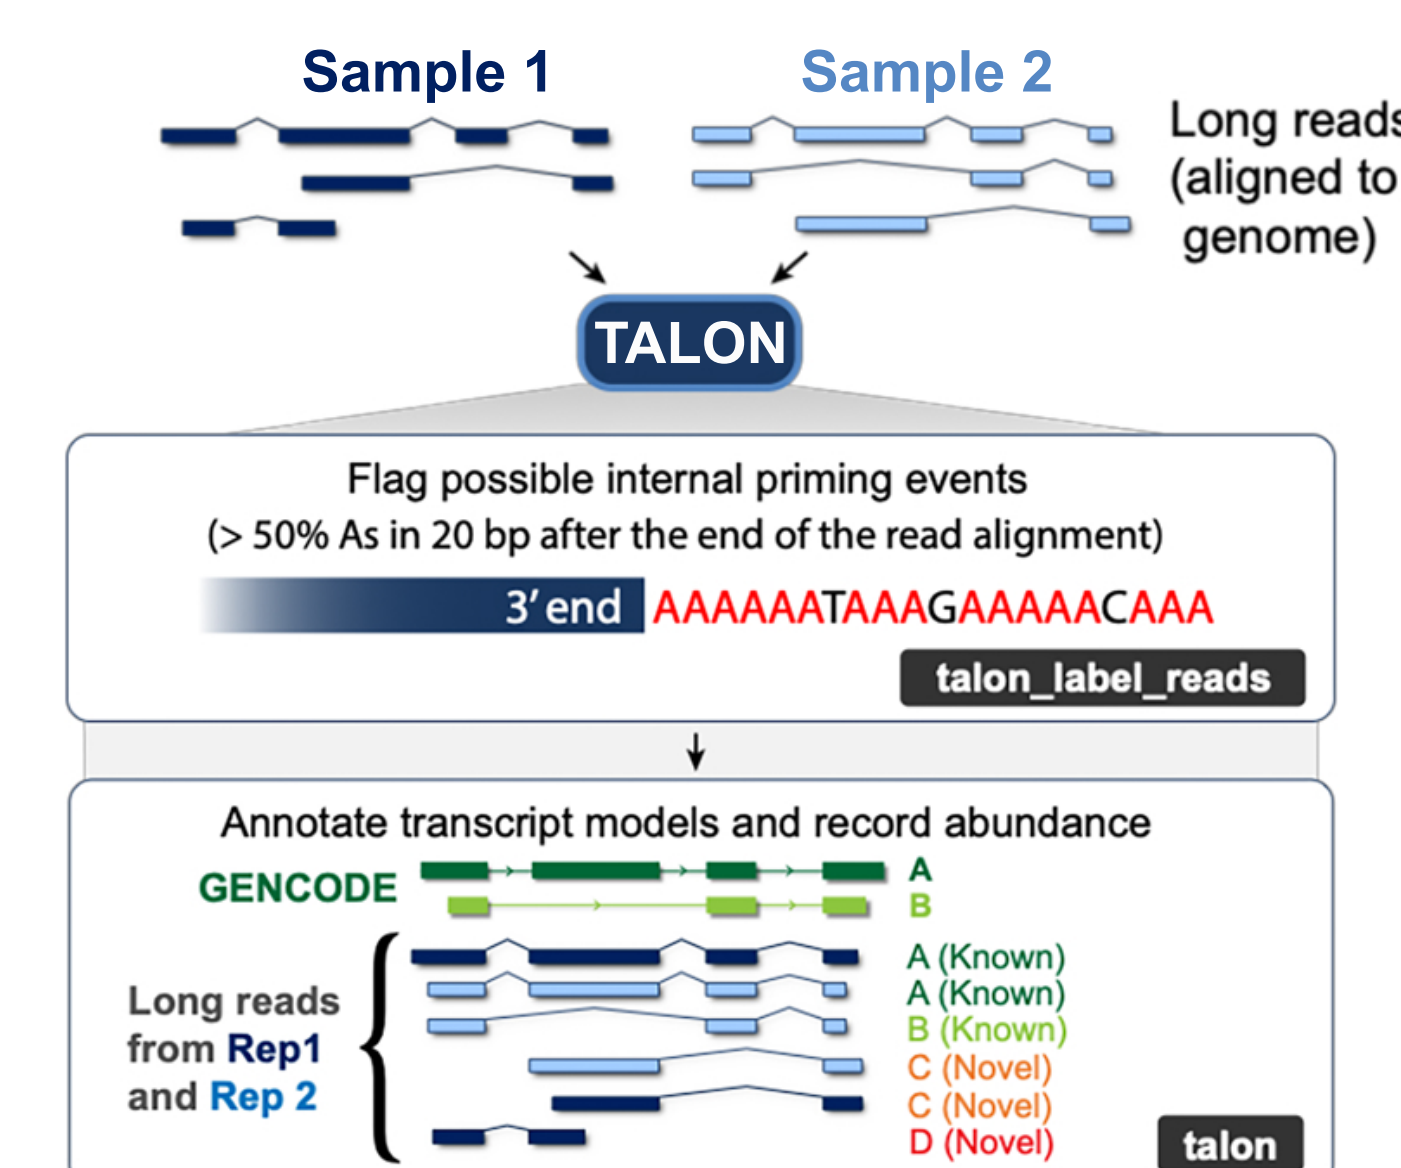 Sample 1
Sample 2
Long reads
(aligned to
genome)
TALON
Flag possible internal priming events
(> 50% As in 20 bp after the end of the read alignment)
3’ end AAAAAATAAAGAAAAACAAA
talon_label_reads
Annotate transcript models and record abundance
GENCODE
A
B
Long reads
from Rep1
and Rep 2
A (Known)
A (Known)
B (Known)
C (Novel)
C (Novel)
D (Novel)
talon